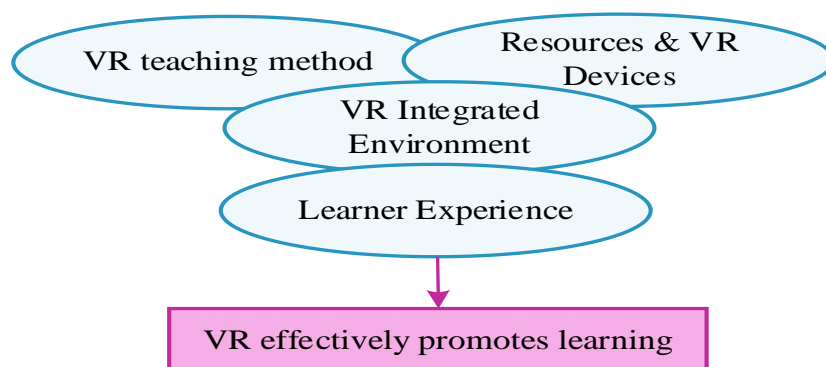 VR teaching method
Resources & VR
Devices
VR Integrated
Environment
Learner Experience
VR effectively promotes learning